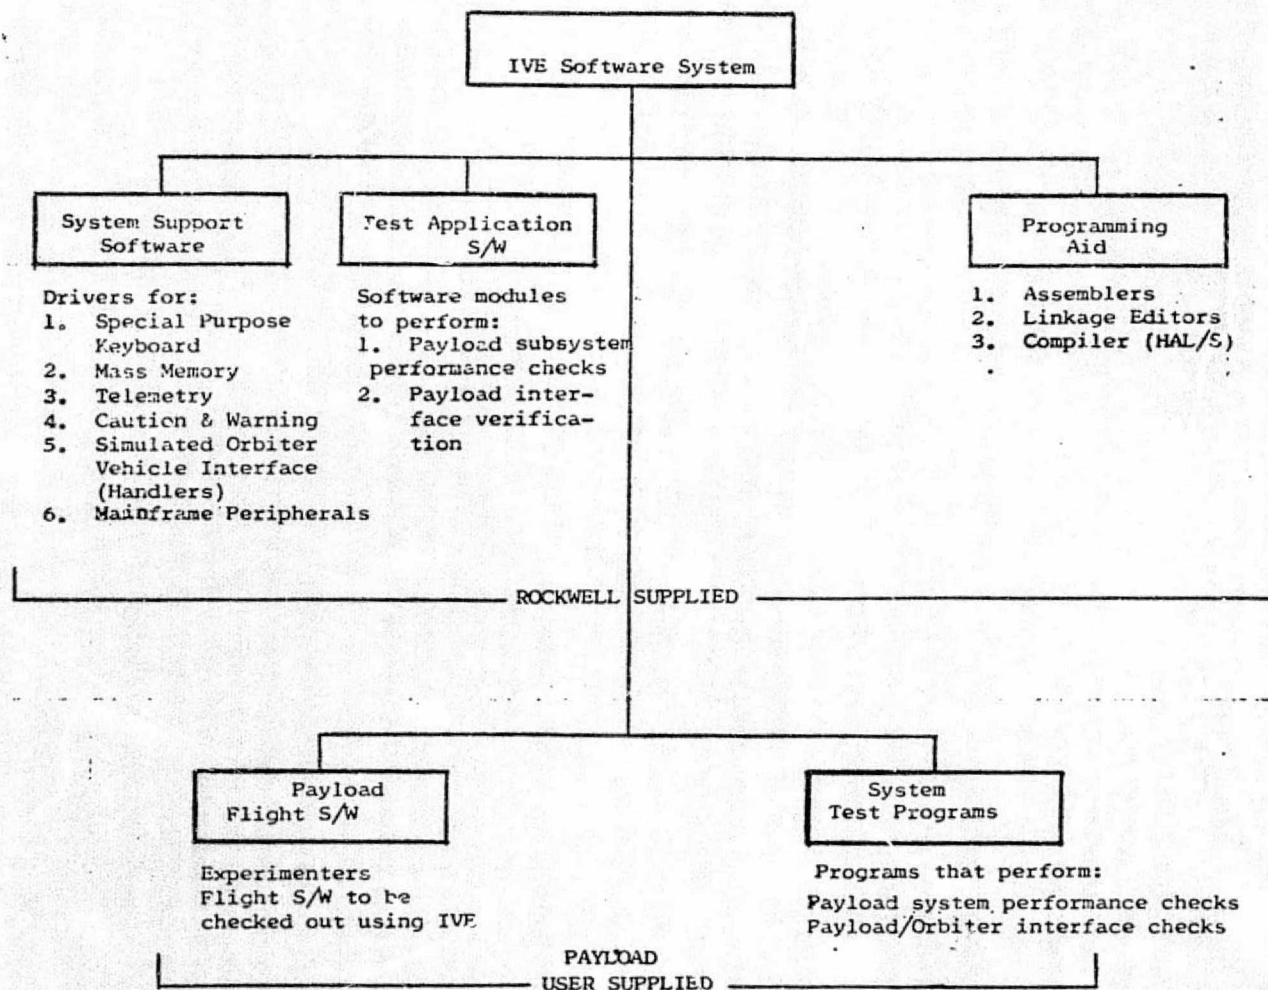 IVE Software System
System Support
Software
Test Application
S/W
Programming
Aid
Drivers for:
1. Special Purpose
Keyboard
2. Mass Memory
3. Telemetry
4. Caution & Warning
5. Simulated Orbiter
Vehicle Interface
(Handlers)
6. Mainframe Peripherals
Software modules
to perform:
1. Payload subsystem
performance checks
2. Payload inter-
face verifica-
tion
1. Assemblers
2. Linkage Editors
3. Compiler (HAL/S)
ROCKWELL SUPPLIED
Payload
Flight S/W
System
Test Programs
Experimenters
Flight S/W to be
checked out using IVE
Programs that perform:
Payload system performance checks
Payload/Orbiter interface checks
PAYLOAD
USER SUPPLIED